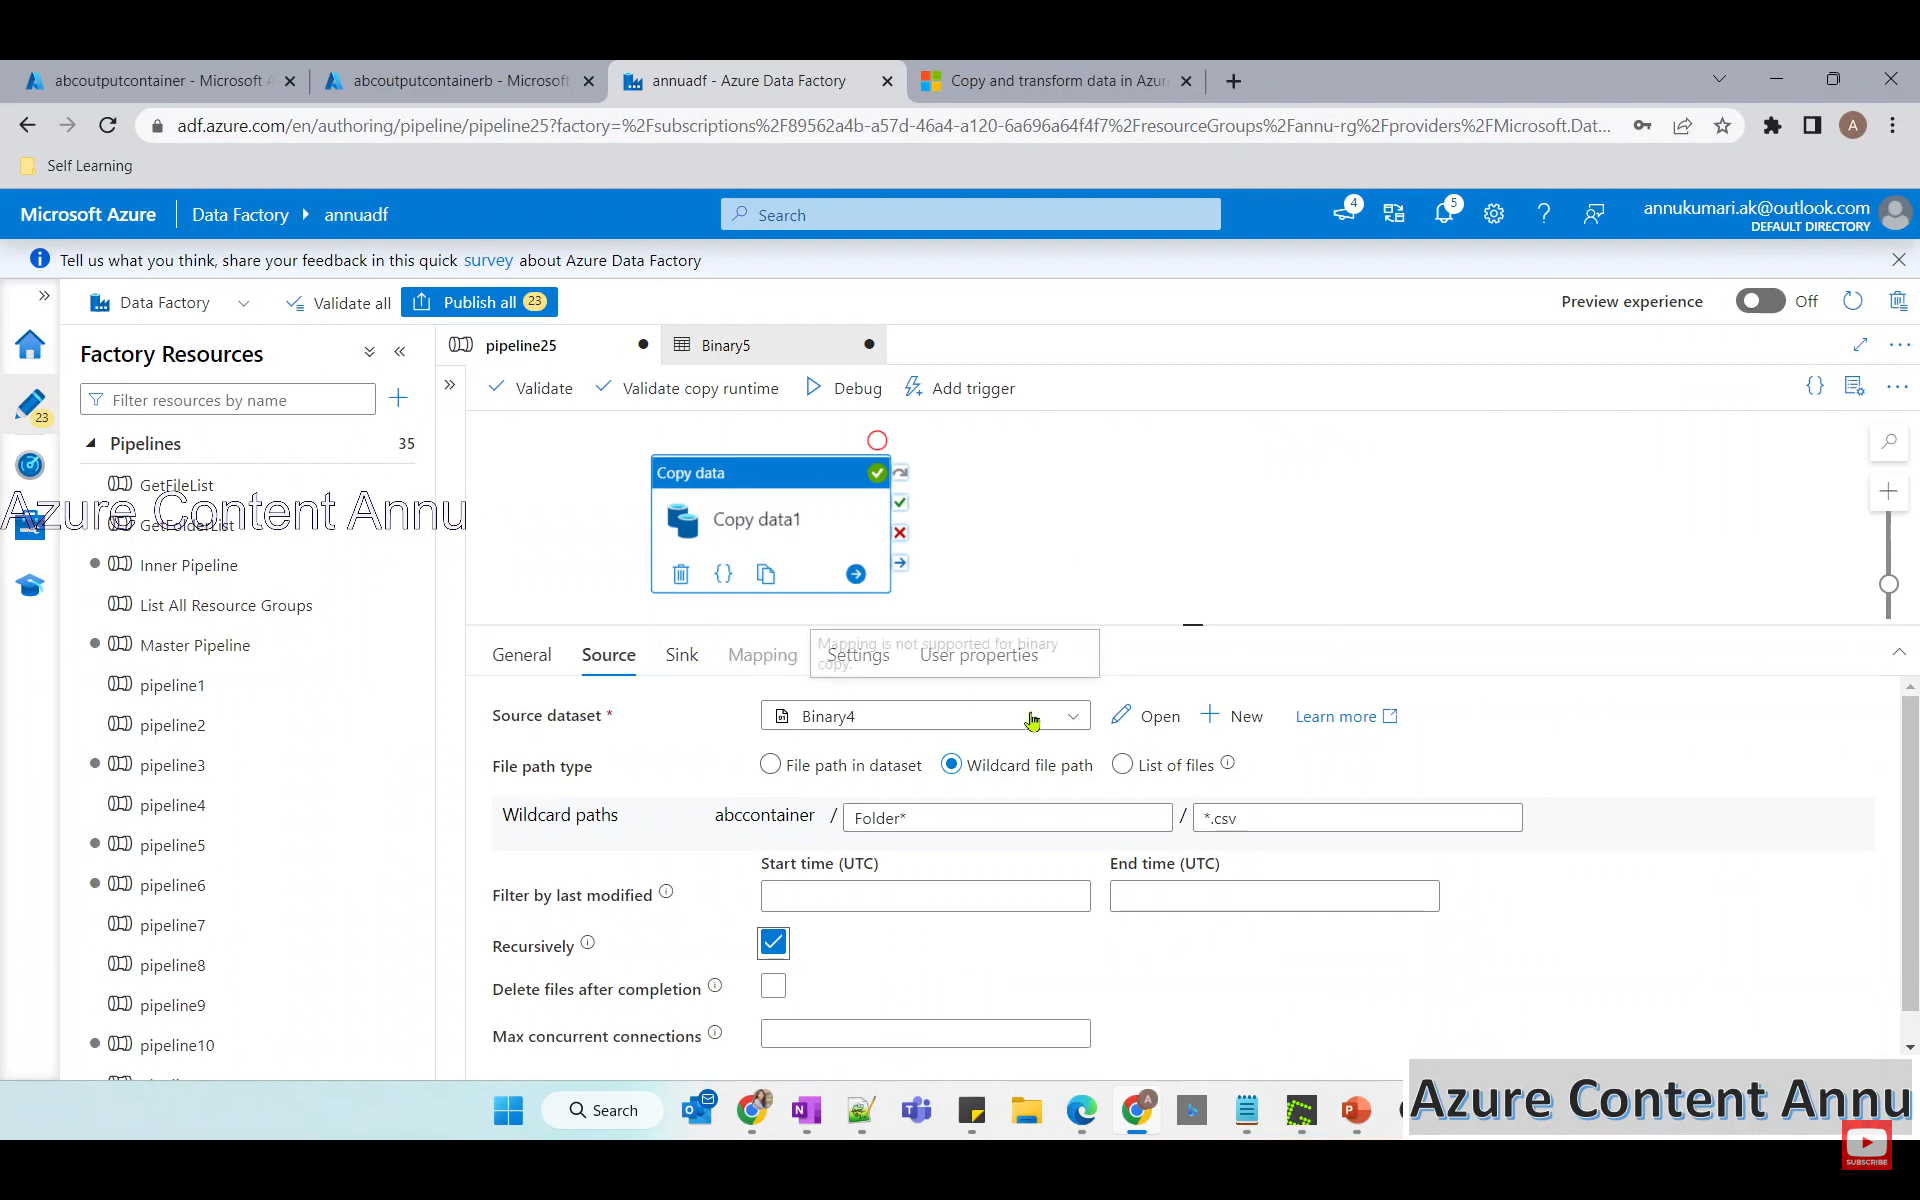 abcoutputcontainer - Microsoft A
abcoutputcontainerb - Microsoft
annuadf - Azure Data Factory
Copy and transform data in Azur
adf.azure.com/en/authoring/pipeline/pipeline25?factory=%2Fsubscriptions%2F89562a4b-a57d-46a4-a120-6a696a64f4f7%2FresourceGroups%2Fannu-rg%2Fproviders%2FMicrosoft.Dat...
A
Self Learning
Microsoft Azure
Data Factory
annuadf
Search
4
5
annukumari.ak@outlook.com
DEFAULT DIRECTORY
Tell us what you think, share your feedback in this quick survey about Azure Data Factory
Data Factory
Validate all
Publish all 23
Preview experience
Off
Factory Resources
pipeline25
Binary5
Filter resources by name
Validate
Validate copy runtime
Debug
Add trigger
23
Pipelines 35
GetFileList
Azure Content Annu
GetFolderList
Inner Pipeline
List All Resource Groups
Master Pipeline
pipeline1
pipeline2
pipeline3
pipeline4
pipeline5
pipeline6
pipeline7
pipeline8
pipeline9
pipeline10
Copy data
Copy data1
General
Source
Sink
Mapping
Settings
User properties
Mapping is not supported for binary
copy.
Source dataset *
Binary4
Open
New
Learn more
File path type
File path in dataset
Wildcard file path
List of files
Wildcard paths
abccontainer / Folder* / *.csv
Start time (UTC)
End time (UTC)
Filter by last modified
Recursively
Delete files after completion
Max concurrent connections
Search
A
Azure Content Annu
SUBSCRIBE